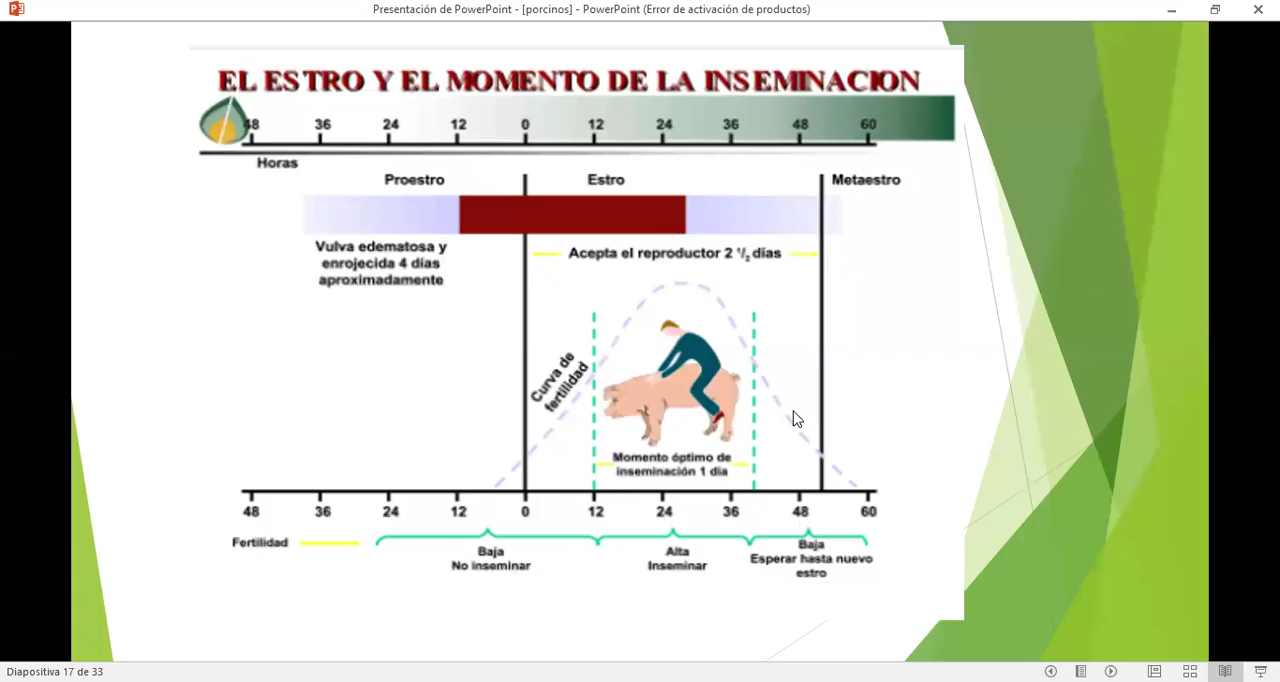 Presentación de PowerPoint - [porcinos] - PowerPoint (Error de activación de productos)
EL ESTRO Y EL MOMENTO DE LA INSEMINACION
48 36 24 12 0 12 24 36 48 60
Horas
Proestro Estro Metaestro
Vulva edematosa y
enrojecida 4 días
aproximadamente
Acepta el reproductor 2 1/2 días
Curva de
fertilidad
Momento óptimo de
inseminación 1 día
48 36 24 12 0 12 24 36 48 60
Fertilidad
Baja
No inseminar
Alta
Inseminar
Baja
Esperar hasta nuevo
estro
Diapositiva 17 de 33